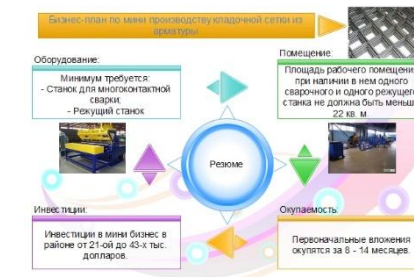 Бизнес-план по мини производству кладочной сетки из
арматуры
Оборудование:
Минимум требуется:
- Станок для многоконтактной
сварки;
- Режущий станок
Помещение:
Площадь рабочего помещения
при наличии в нем одного
сварочного и одного режущего
станка не должна быть меньше
22 кв. м.
Резюме
Инвестиции:
Инвестиции в мини бизнес в
районе от 21-ой до 43-х тыс.
долларов.
Окупаемость:
Первоначальные вложения
окупятся за 8 - 14 месяцев.